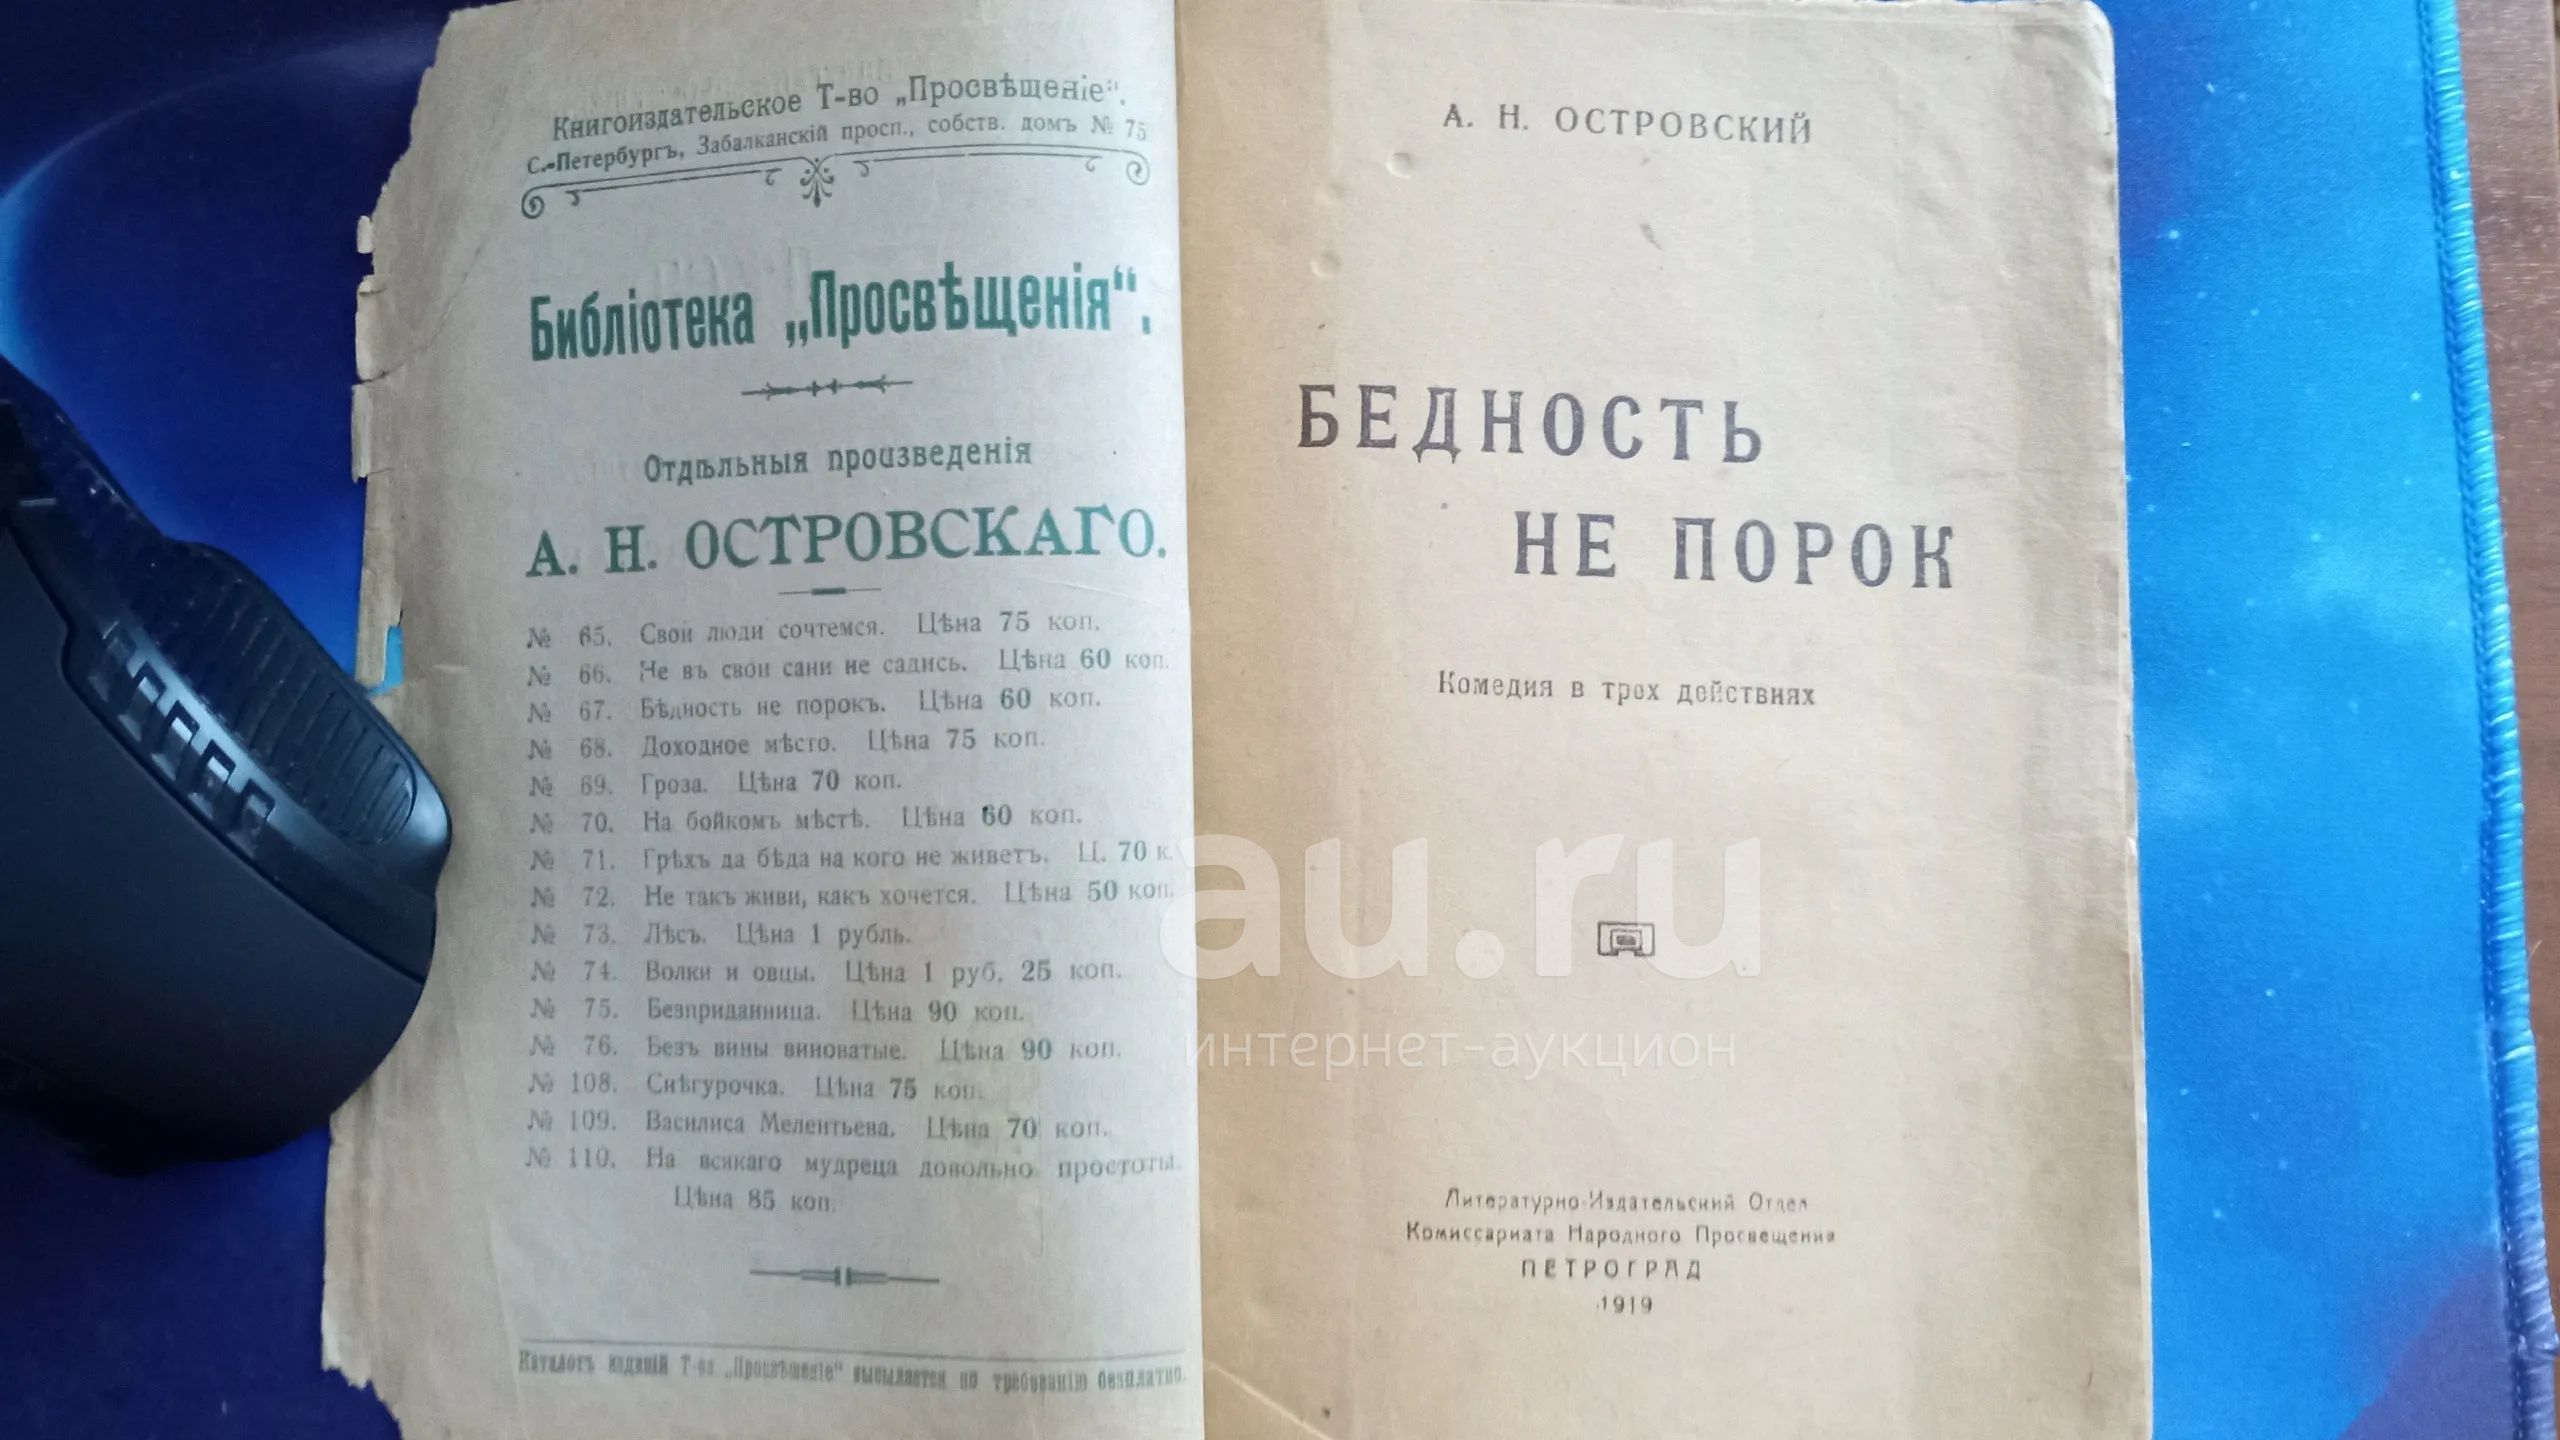 Книгоиздательское Т-во „Просвѣщеніе“.
С.-Петербургъ, Забалканскій просп., собств. домъ № 75
Библіотека „Просвѣщенія“.
Отдѣльныя произведенія
А. Н. ОСТРОВСКАГО.
№ 65. Свои люди сочтемся. Цѣна 75 коп.
№ 66. Не въ свои сани не садись. Цѣна 60 коп.
№ 67. Бѣдность не порокъ. Цѣна 60 коп.
№ 68. Доходное мѣсто. Цѣна 75 коп.
№ 69. Гроза. Цѣна 70 коп.
№ 70. На бойкомъ мѣстѣ. Цѣна 60 коп.
№ 71. Грѣхъ да бѣда на кого не живетъ. Ц. 70 к.
№ 72. Не такъ живи, какъ хочется. Цѣна 50 коп.
№ 73. Лѣсъ. Цѣна 1 рубль.
№ 74. Волки и овцы. Цѣна 1 руб. 25 коп.
№ 75. Безприданница. Цѣна 90 коп.
№ 76. Безъ вины виноватые. Цѣна 90 коп.
№ 108. Снѣгурочка. Цѣна 75 коп.
№ 109. Василиса Мелентьева. Цѣна 70 коп.
№ 110. На всякаго мудреца довольно простоты.
Цѣна 85 коп.
Каталогъ изданій Т-ва „Просвѣщеніе“ высылается по требованію безплатно.
А. Н. ОСТРОВСКИЙ
БЕДНОСТЬ
НЕ ПОРОК
Комедия в трех действиях
Литературно-Издательский Отдел
Комиссариата Народного Просвещения
ПЕТРОГРАД
1919
au.ru
интернет-аукцион